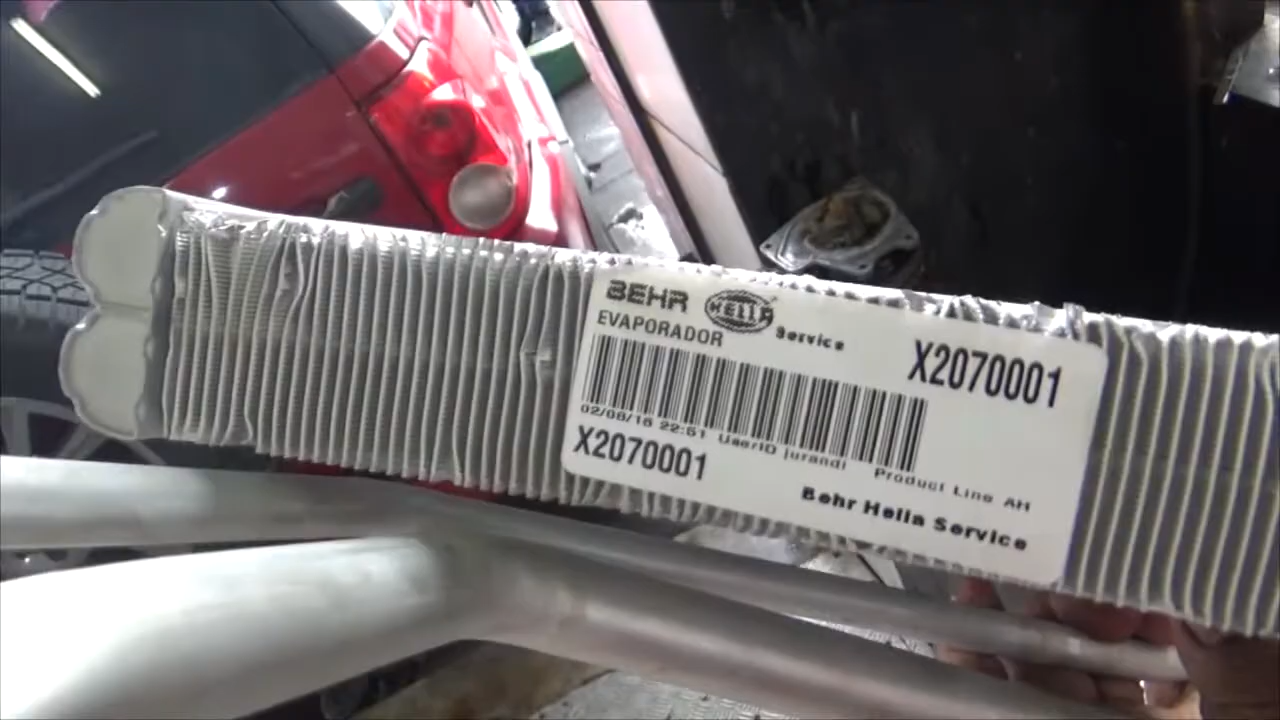 BEHR HELLA Service
EVAPORADOR
X2070001
02/08/16 22:51 UserID jurandi Product Line AH
X2070001
Behr Hella Service